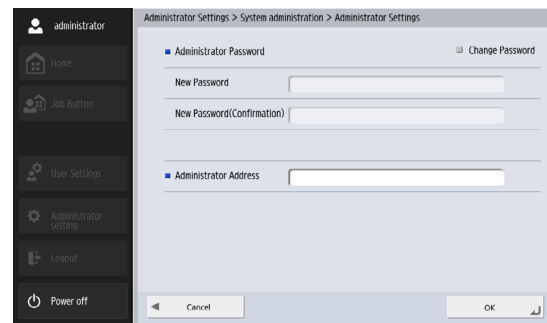 administrator
Home
Job Button
User Settings
Administrator
setting
Logout
Power off
Administrator Settings > System administration > Administrator Settings
Administrator Password
Change Password
New Password
New Password(Confirmation)
Administrator Address
Cancel
OK